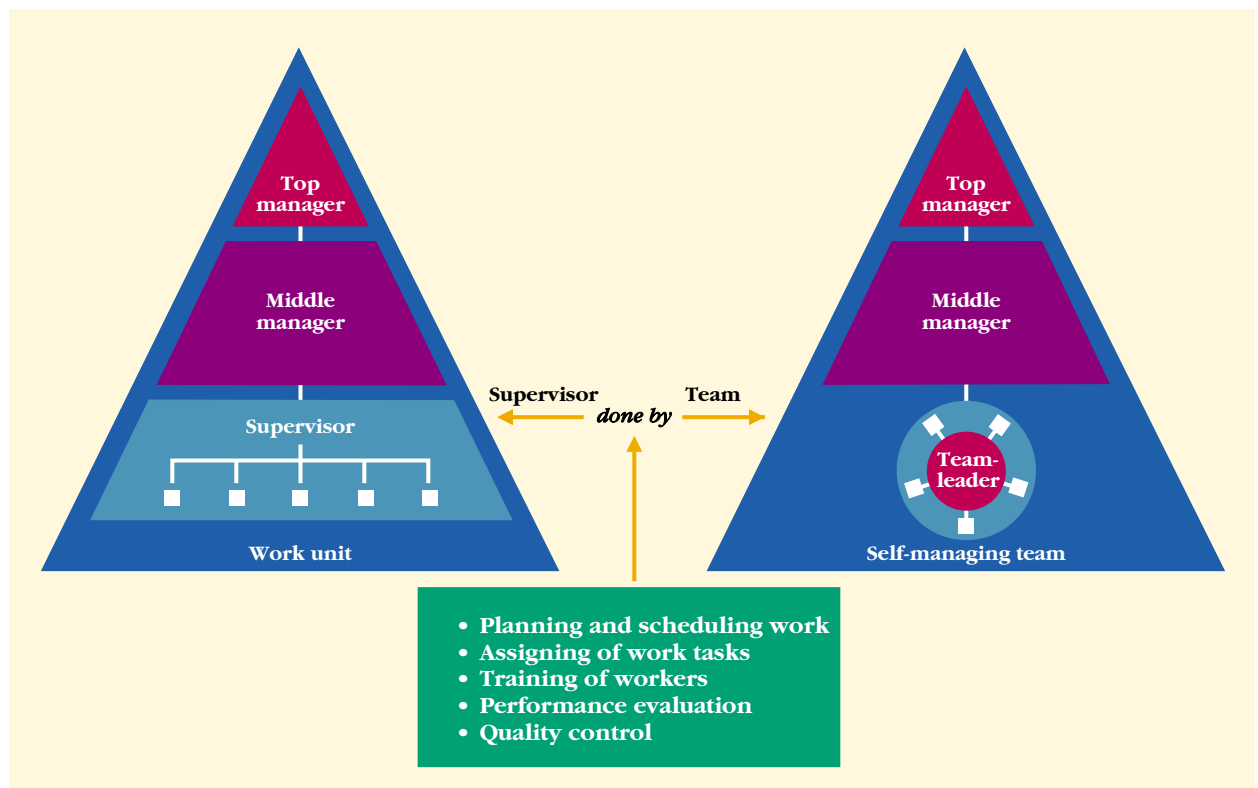 Top
manager
Middle
manager
Supervisor
Work unit
Supervisor
done by
Team
Top
manager
Middle
manager
Team-
leader
Self-managing team
• Planning and scheduling work
• Assigning of work tasks
• Training of workers
• Performance evaluation
• Quality control